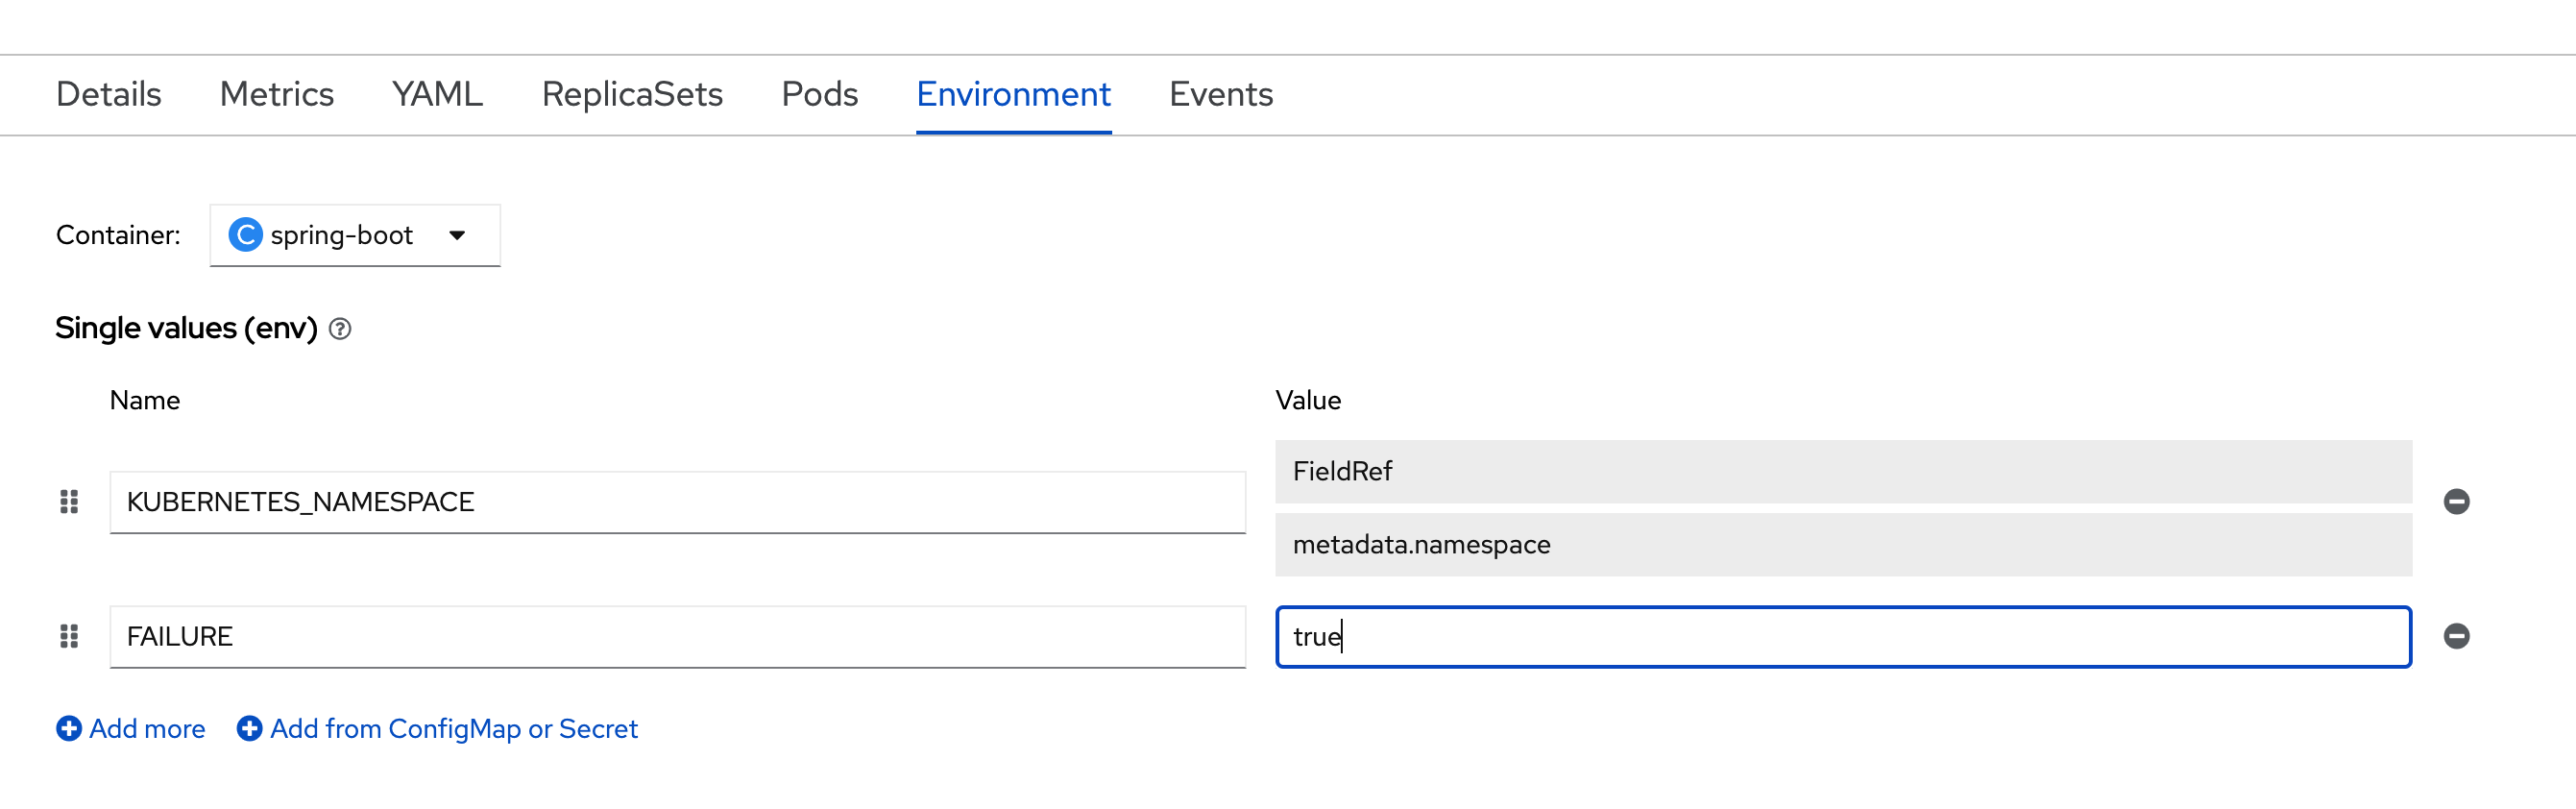 Details Metrics YAML ReplicaSets Pods Environment Events
Container: C spring-boot
Single values (env) ?
Name Value
KUBERNETES_NAMESPACE FieldRef
metadata.namespace
FAILURE true
Add more Add from ConfigMap or Secret